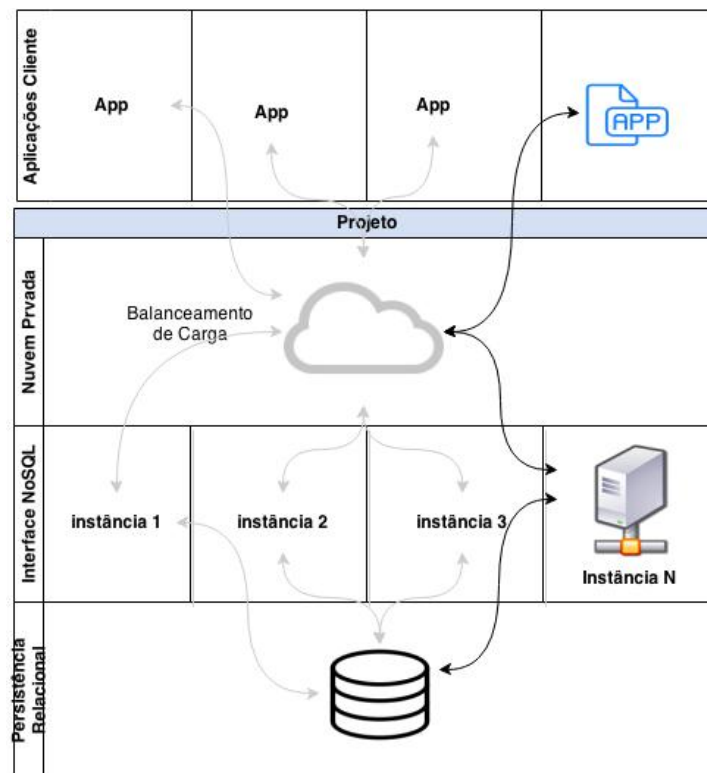 Aplicações Cliente
App
App
App
APP
Projeto
Nuvem Prvada
Balanceamento
de Carga
Interface NoSQL
instância 1
instância 2
instância 3
Instância N
Persistência
Relacional